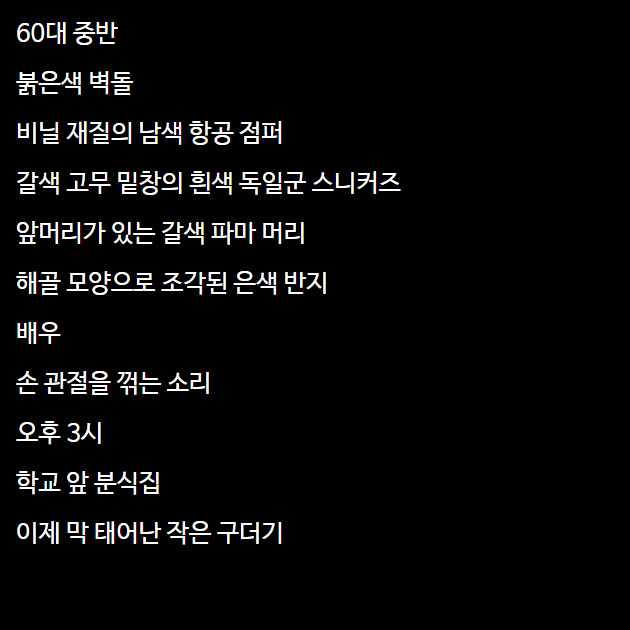 60대 중반
붉은색 벽돌
비닐 재질의 남색 항공 점퍼
갈색 고무 밑창의 흰색 독일군 스니커즈
앞머리가 있는 갈색 파마 머리
해골 모양으로 조각된 은색 반지
배우
손 관절을 꺾는 소리
오후 3시
학교 앞 분식집
이제 막 태어난 작은 구더기